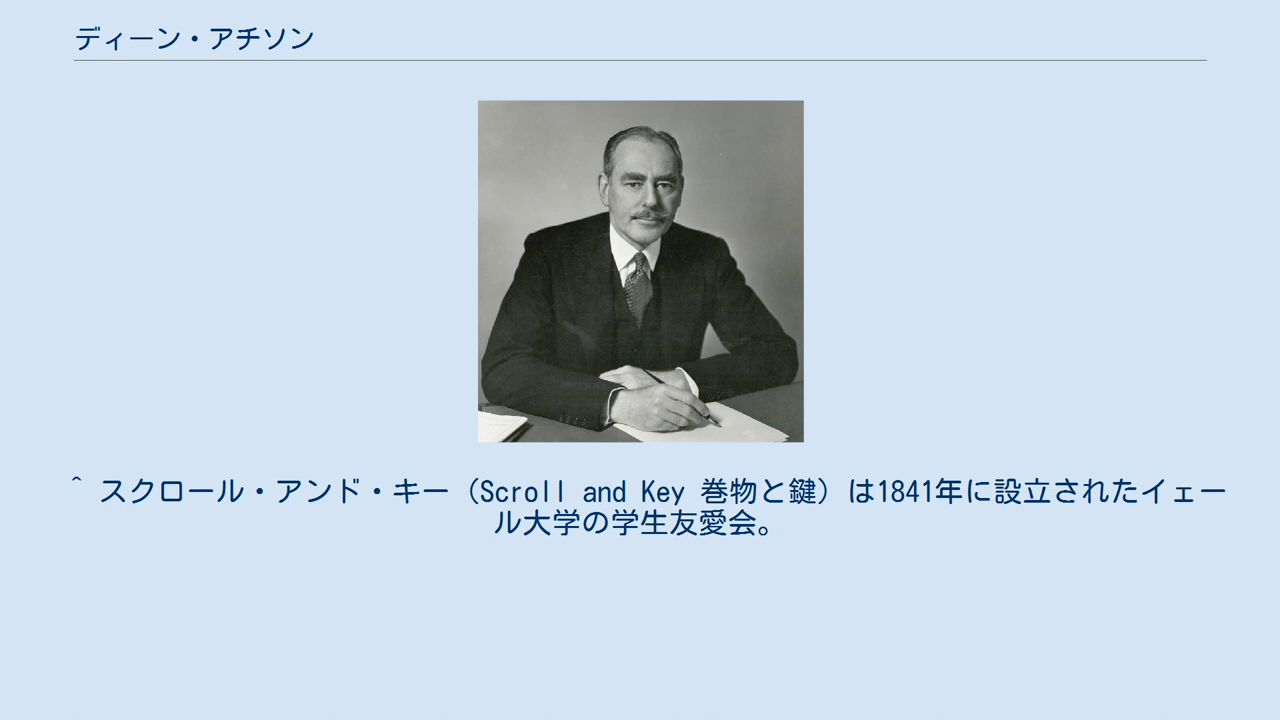 ディーン・アチソン
^ スクロール・アンド・キー（Scroll and Key 巻物と鍵）は1841年に設立されたイェー
ル大学の学生友愛会。